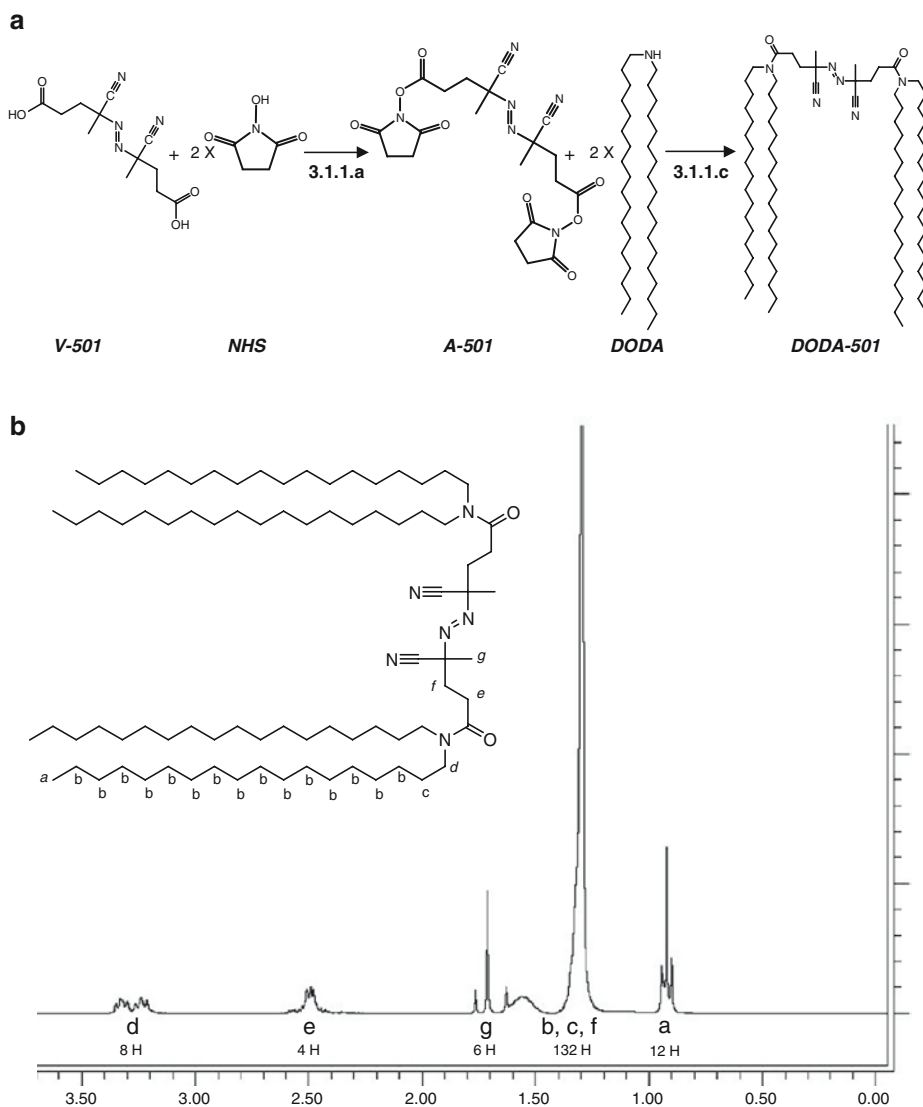 a
O
N
O
N
N
O
NH
O
O
HO
OH
O
N
N
N
N
N
N
N
N
O
O
N
O
O
N
O
N
N
N
N
+ 2 X
3.1.1.a
+ 2 X
3.1.1.c
O
OH
O
O
O
N
O
V-501
NHS
A-501
DODA
DODA-501
b
N
O
N
N
N
N
g
f
e
N
O
d
a b b b b b b b b
b b b b b b b c
d e g b, c, f a
8 H 4 H 6 H 132 H 12 H
3.50 3.00 2.50 2.00 1.50 1.00 0.50 0.00